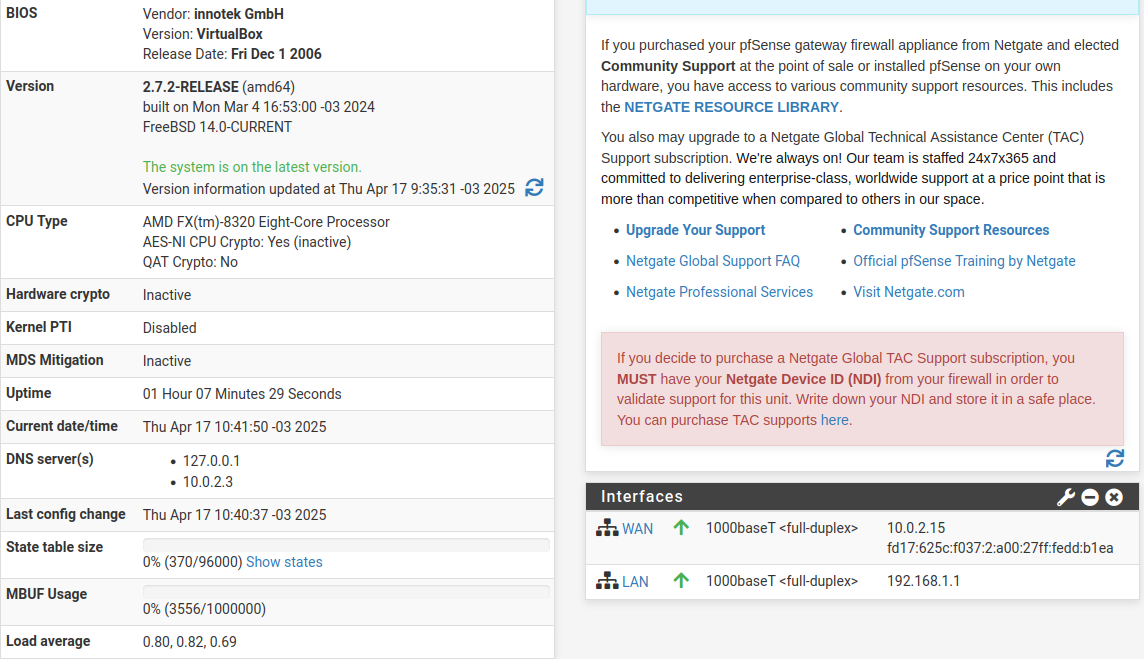 BIOS
Vendor: innotek GmbH
Version: VirtualBox
Release Date: Fri Dec 1 2006
Version
2.7.2-RELEASE (amd64)
built on Mon Mar 4 16:53:00 -03 2024
FreeBSD 14.0-CURRENT
The system is on the latest version.
Version information updated at Thu Apr 17 9:35:31 -03 2025
CPU Type
AMD FX(tm)-8320 Eight-Core Processor
AES-NI CPU Crypto: Yes (inactive)
QAT Crypto: No
Hardware crypto
Inactive
Kernel PTI
Disabled
MDS Mitigation
Inactive
Uptime
01 Hour 07 Minutes 29 Seconds
Current date/time
Thu Apr 17 10:41:50 -03 2025
DNS server(s)
• 127.0.0.1
• 10.0.2.3
Last config change
Thu Apr 17 10:40:37 -03 2025
State table size
0% (370/96000) Show states
MBUF Usage
0% (3556/1000000)
Load average
0.80, 0.82, 0.69
If you purchased your pfSense gateway firewall appliance from Netgate and elected
Community Support at the point of sale or installed pfSense on your own
hardware, you have access to various community support resources. This includes
the NETGATE RESOURCE LIBRARY.
You also may upgrade to a Netgate Global Technical Assistance Center (TAC)
Support subscription. We're always on! Our team is staffed 24x7x365 and
committed to delivering enterprise-class, worldwide support at a price point that is
more than competitive when compared to others in our space.
• Upgrade Your Support
• Community Support Resources
• Netgate Global Support FAQ
• Official pfSense Training by Netgate
• Netgate Professional Services
• Visit Netgate.com
If you decide to purchase a Netgate Global TAC Support subscription, you
MUST have your Netgate Device ID (NDI) from your firewall in order to
validate support for this unit. Write down your NDI and store it in a safe place.
You can purchase TAC supports here.
Interfaces
WAN 1000baseT <full-duplex> 10.0.2.15
fd17:625c:f037:2:a00:27ff:fedd:b1ea
LAN 1000baseT <full-duplex> 192.168.1.1